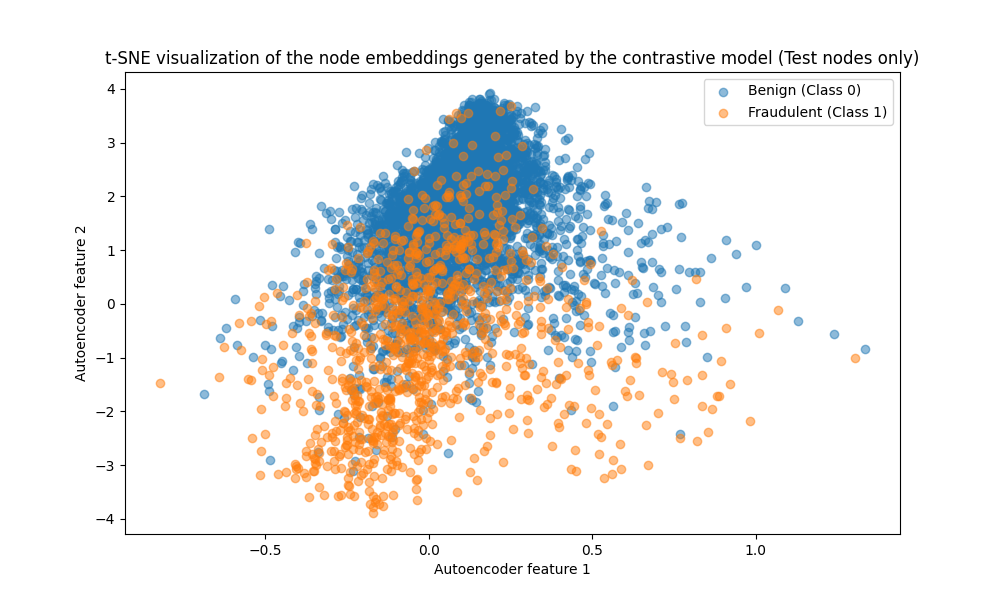 t-SNE visualization of the node embeddings generated by the contrastive model (Test nodes only)
Benign (Class 0)
Fraudulent (Class 1)
Autoencoder feature 2
4
3
2
1
0
−1
−2
−3
−4
−0.5
0.0
0.5
1.0
Autoencoder feature 1